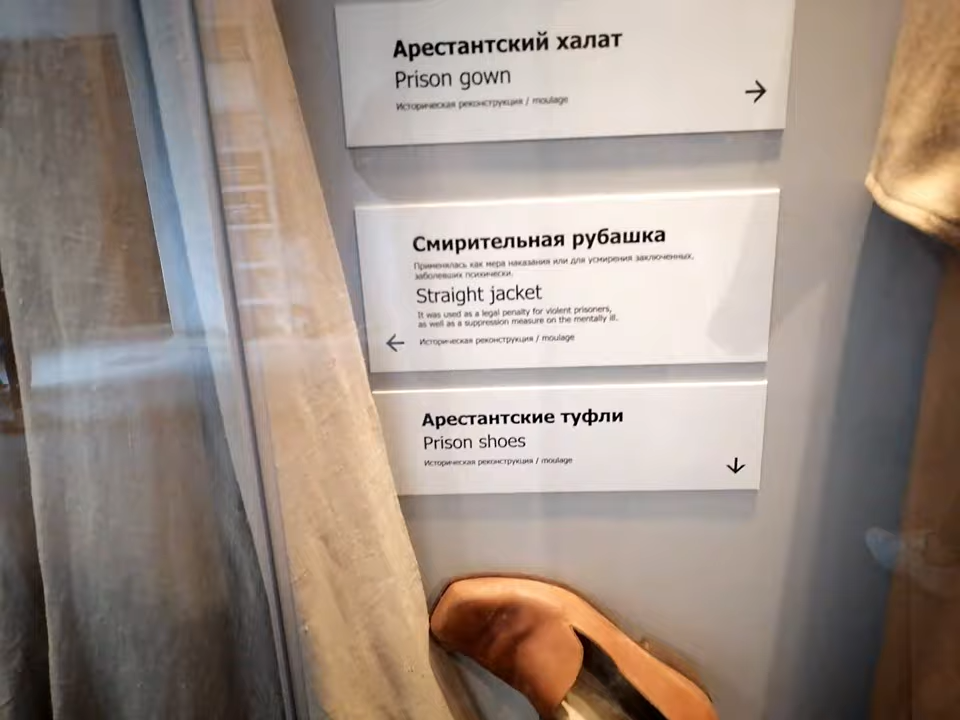 Арестантский халат
Prison gown
Историческая реконструкция / moulage
→
Смирительная рубашка
Применялась как мера наказания или для усмирения заключенных,
заболевших психически.
Straight jacket
It was used as a legal penalty for violent prisoners,
as well as a suppression measure on the mentally ill.
← Историческая реконструкция / moulage
Арестантские туфли
Prison shoes
Историческая реконструкция / moulage
↓